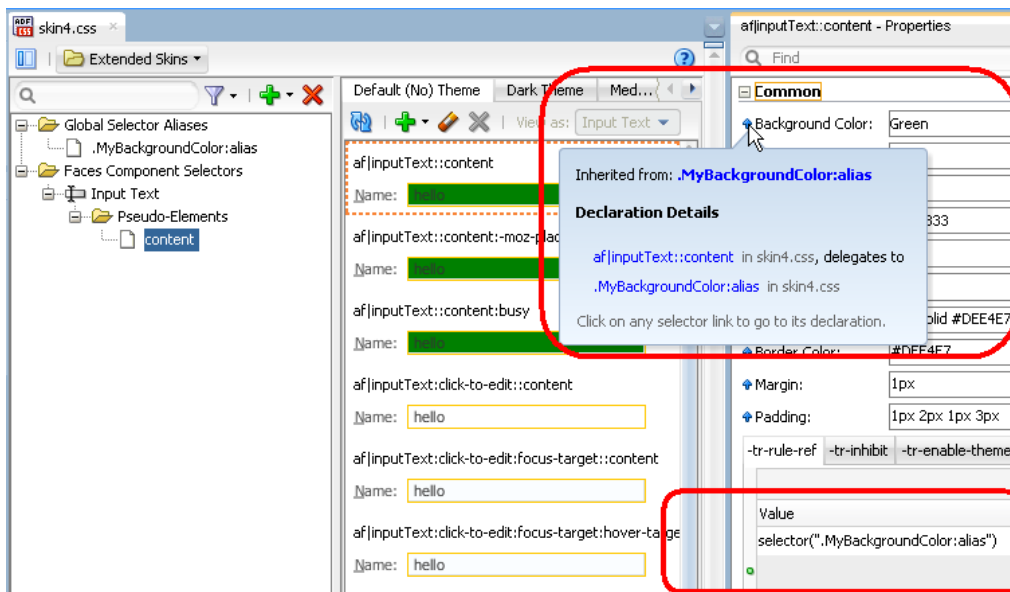 ADF
CSS
skin4.css
Extended Skins
Global Selector Aliases
.MyBackgroundColor:alias
Faces Component Selectors
Input Text
Pseudo-Elements
content
Default (No) Theme Dark Theme Med...
View as: Input Text
af|inputText::content
Name: hello
af|inputText::content:-moz-plac
Name: hello
af|inputText::content:busy
Name: hello
af|inputText:click-to-edit::content
Name: hello
af|inputText:click-to-edit:focus-target::content
Name: hello
af|inputText:click-to-edit:focus-target:hover-targe
Name: hello
af|inputText::content - Properties
Find
Common
Background Color: Green
Inherited from: .MyBackgroundColor:alias
Declaration Details
af|inputText::content in skin4.css, delegates to
.MyBackgroundColor:alias in skin4.css
Click on any selector link to go to its declaration.
333
olid #DEE4E7
Border Color: #DEE4E7
Margin: 1px
Padding: 1px 2px 1px 3px
-tr-rule-ref -tr-inhibit -tr-enable-theme
Value
selector(".MyBackgroundColor:alias")